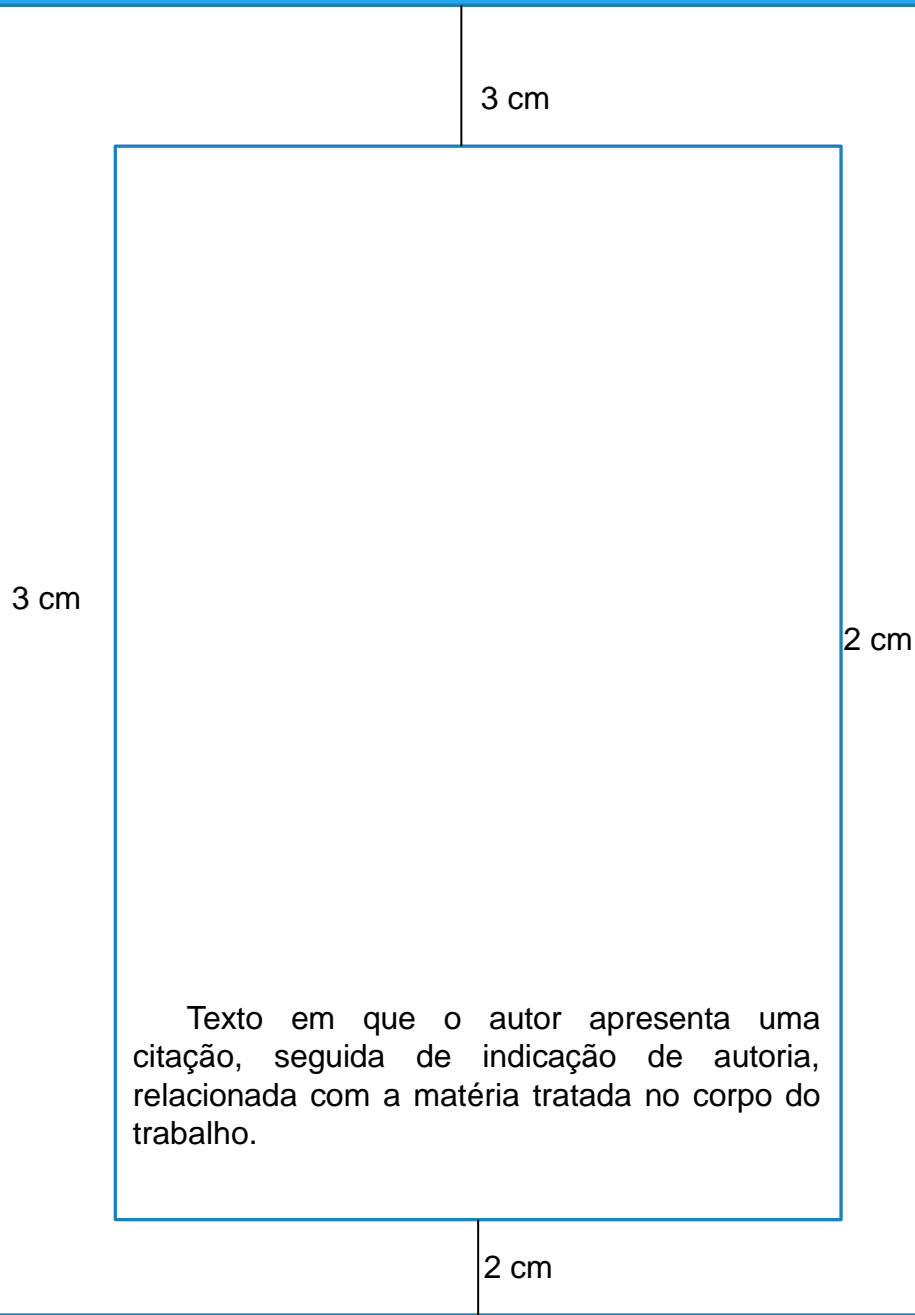 3 cm
3 cm
2 cm
Texto em que o autor apresenta uma
citação, seguida de indicação de autoria,
relacionada com a matéria tratada no corpo do
trabalho.
2 cm